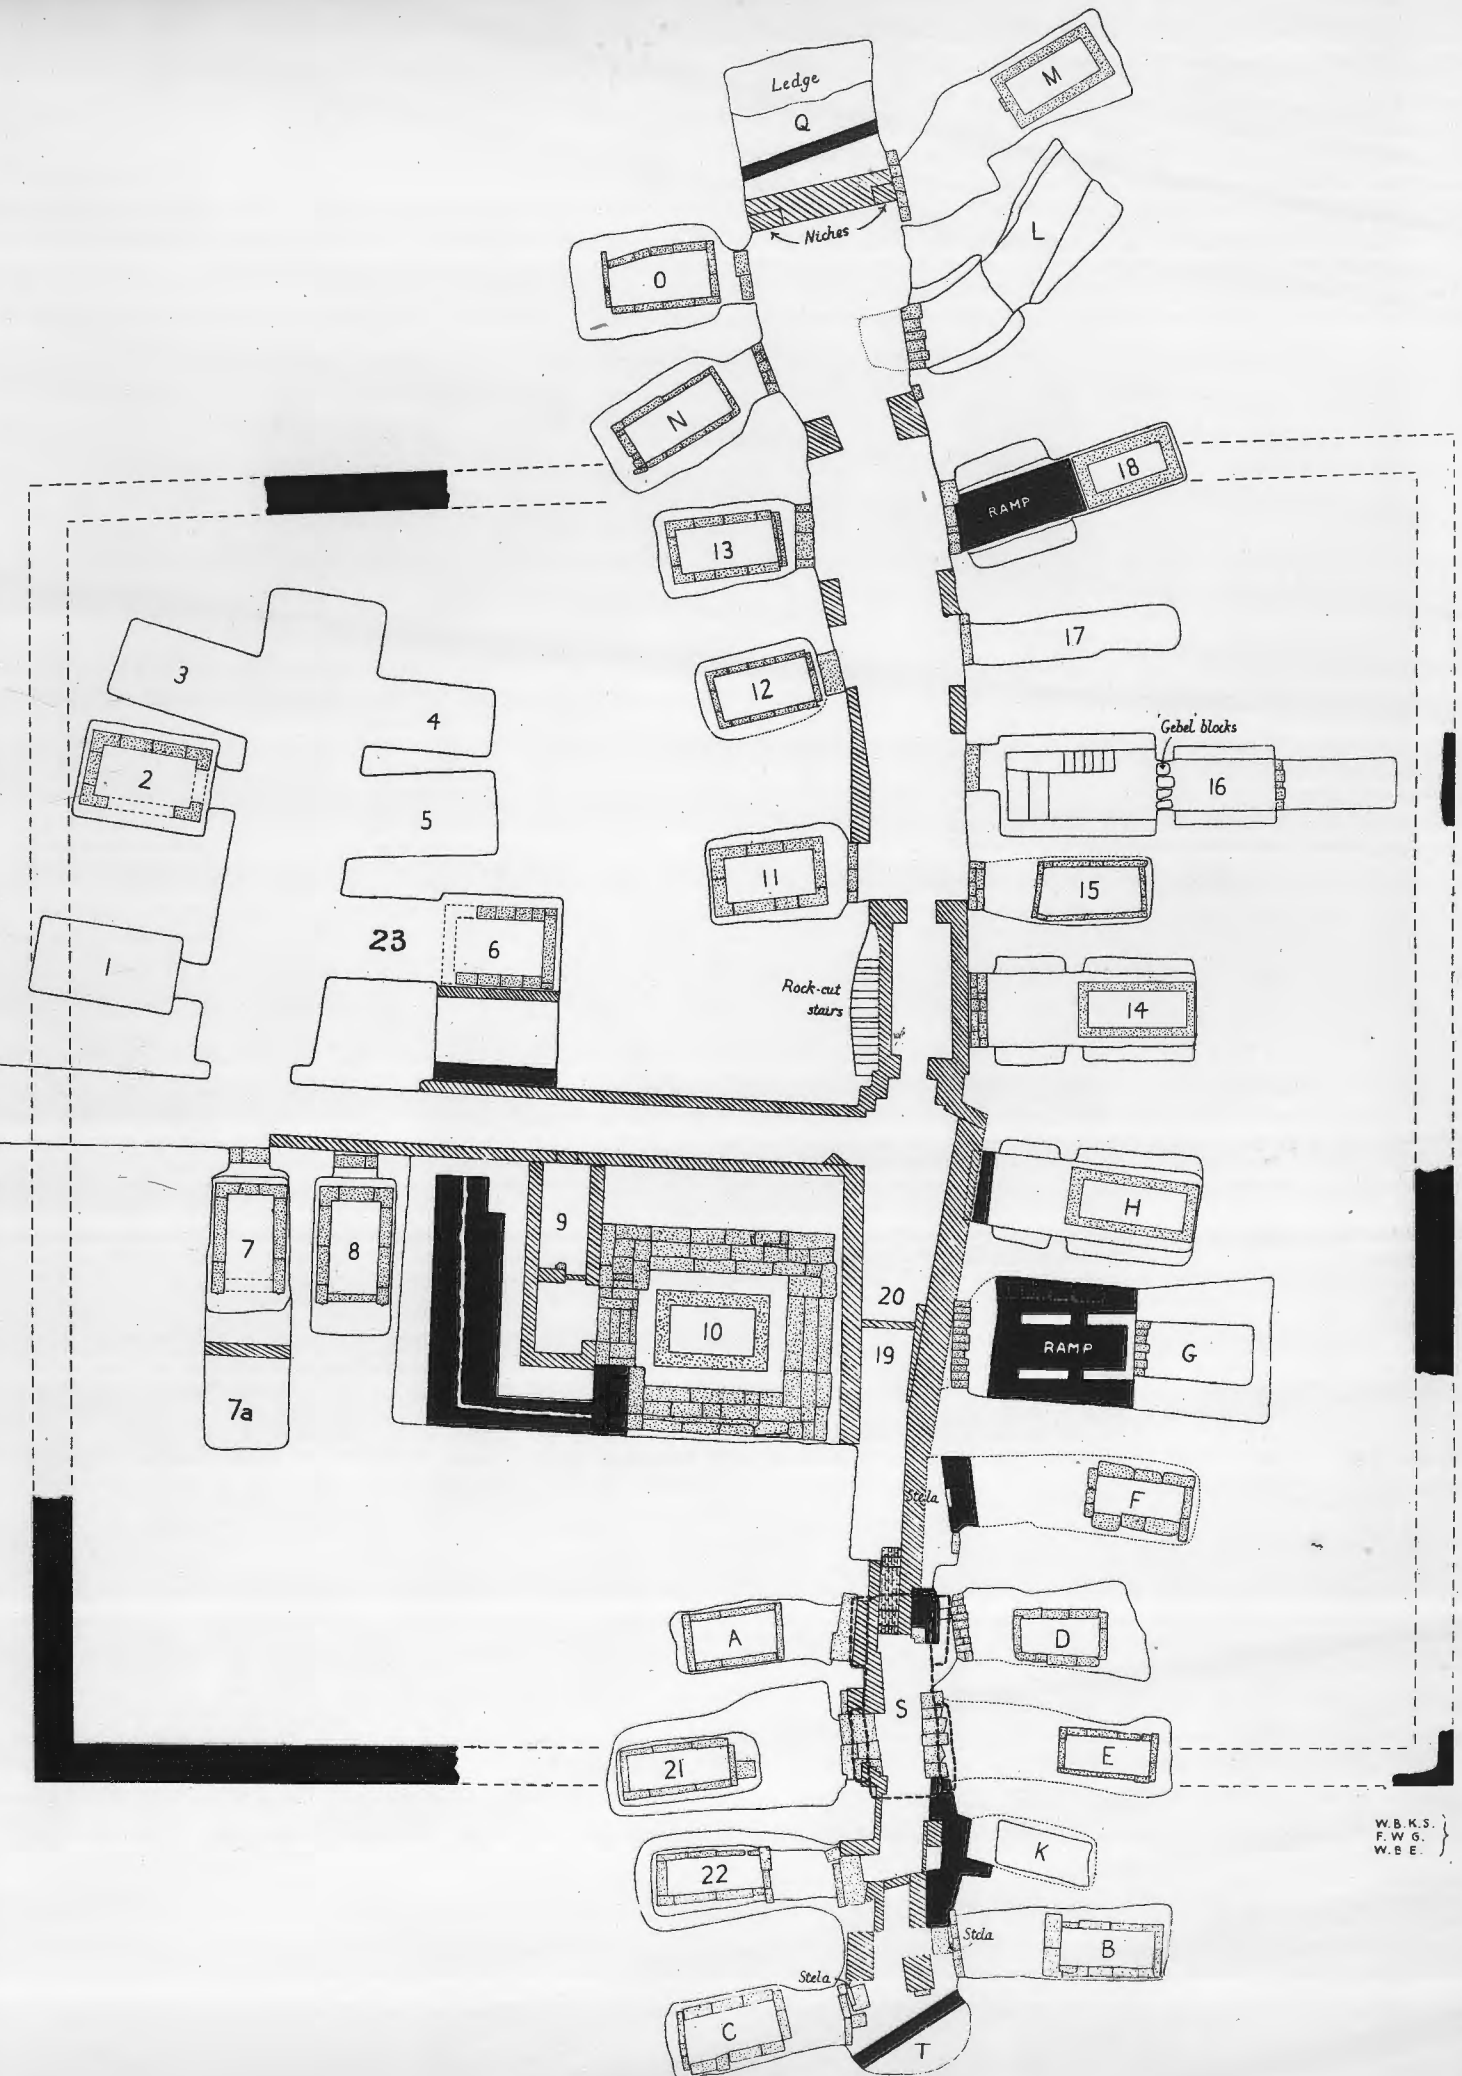 Ledge
M
Q
L
Niches
O
N
18
RAMP
13
17
3
12
4
'Gebel' blocks
2
16
5
11
15
23
6
1
Rock-cut
stairs
14
H
9
7
8
20
10
RAMP
G
19
7a
Stela
F
A
D
S
E
21
W.B.K.S.
F.W.G.
W.B.E.
K
22
Stela
B
Stela
C
T